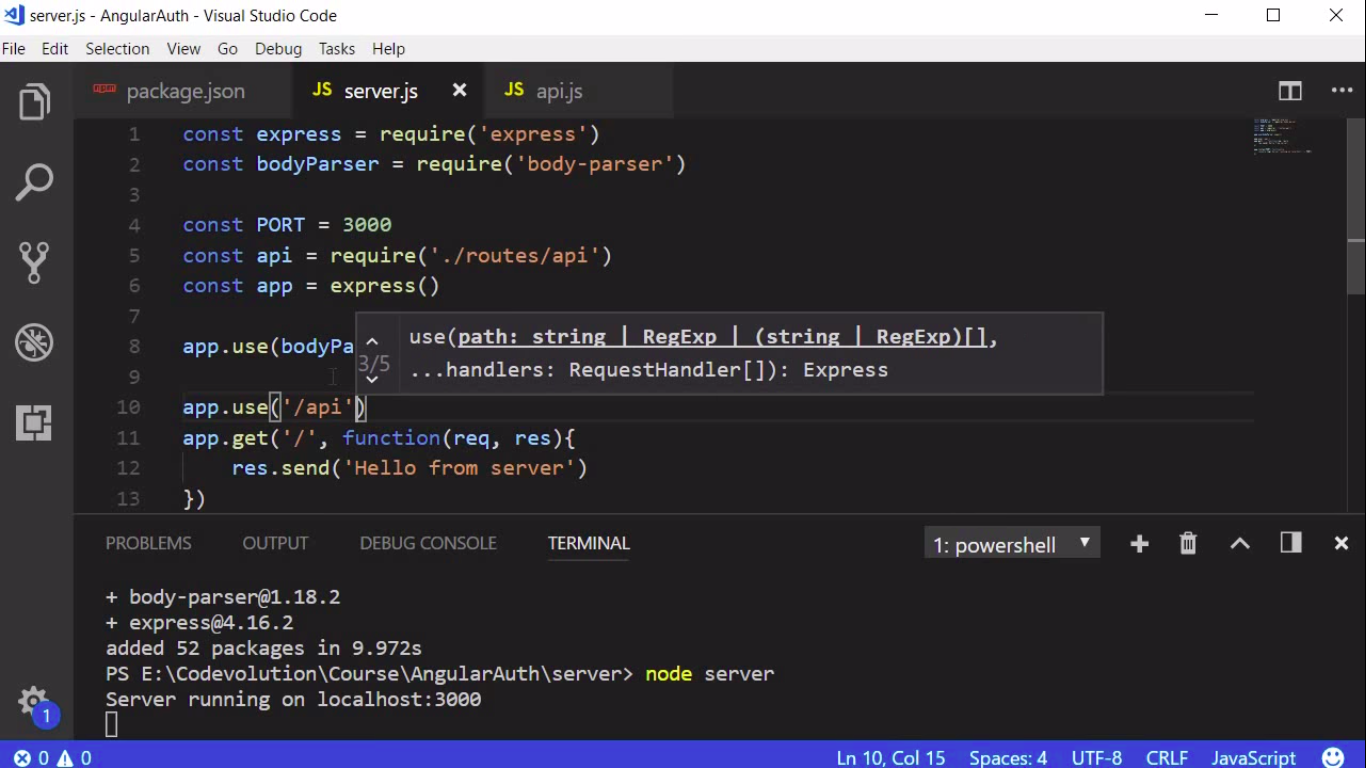 server.js - AngularAuth - Visual Studio Code
File Edit Selection View Go Debug Tasks Help
npm package.json JS server.js JS api.js
1 const express = require('express')
2 const bodyParser = require('body-parser')
3
4 const PORT = 3000
5 const api = require('./routes/api')
6 const app = express()
7
use(path: string | RegExp | (string | RegExp)[],
8 app.use(bodyPa
3/5 ...handlers: RequestHandler[]): Express
9
10 app.use('/api')
11 app.get('/', function(req, res){
12 res.send('Hello from server')
13 })
PROBLEMS OUTPUT DEBUG CONSOLE TERMINAL 1: powershell
+ body-parser@1.18.2
+ express@4.16.2
added 52 packages in 9.972s
PS E:\Codevolution\Course\AngularAuth\server> node server
Server running on localhost:3000
1
0 0 Ln 10, Col 15 Spaces: 4 UTF-8 CRLF JavaScript